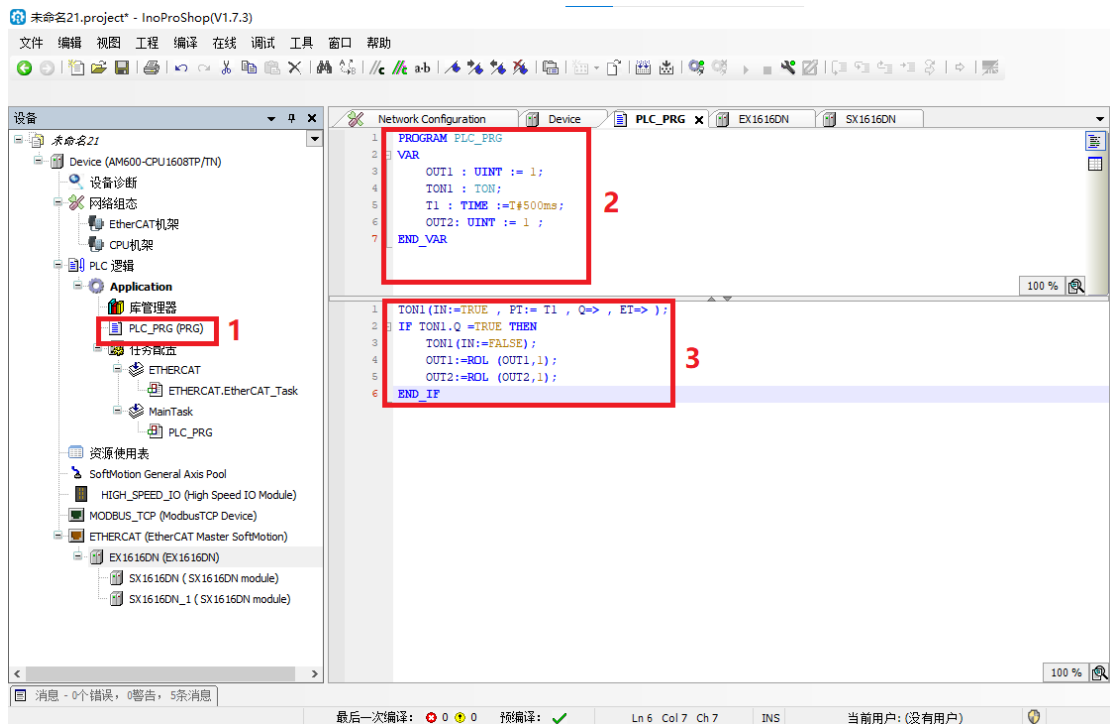 未命名21.project* - InoProShop(V1.7.3)
文件 编辑 视图 工程 编译 在线 调试 工具 窗口 帮助
设备
未命名21
Device (AM600-CPU1608TP/TN)
设备诊断
网络组态
EtherCAT机架
CPU机架
PLC 逻辑
Application
库管理器
PLC_PRG (PRG)
1
任务配置
ETHERCAT
ETHERCAT.EtherCAT_Task
MainTask
PLC_PRG
资源使用表
SoftMotion General Axis Pool
HIGH_SPEED_IO (High Speed IO Module)
MODBUS_TCP (ModbusTCP Device)
ETHERCAT (EtherCAT Master SoftMotion)
EX1616DN (EX1616DN)
SX1616DN ( SX1616DN module)
SX1616DN_1 ( SX1616DN module)
Network Configuration Device PLC_PRG EX1616DN SX1616DN
1 PROGRAM PLC_PRG
2 VAR
3 OUT1 : UINT := 1;
4 TON1 : TON;
5 T1 : TIME :=T#500ms;
6 OUT2: UINT := 1 ;
7 END_VAR
2
100 %
1 TON1(IN:=TRUE , PT:= T1 , Q=> , ET=> );
2 IF TON1.Q =TRUE THEN
3 TON1(IN:=FALSE);
4 OUT1:=ROL (OUT1,1);
5 OUT2:=ROL (OUT2,1);
6 END_IF
3
100 %
消息 - 0个错误，0警告，5条消息
最后一次编译： 0 0 预编译： Ln 6 Col 7 Ch 7 INS 当前用户: (没有用户)